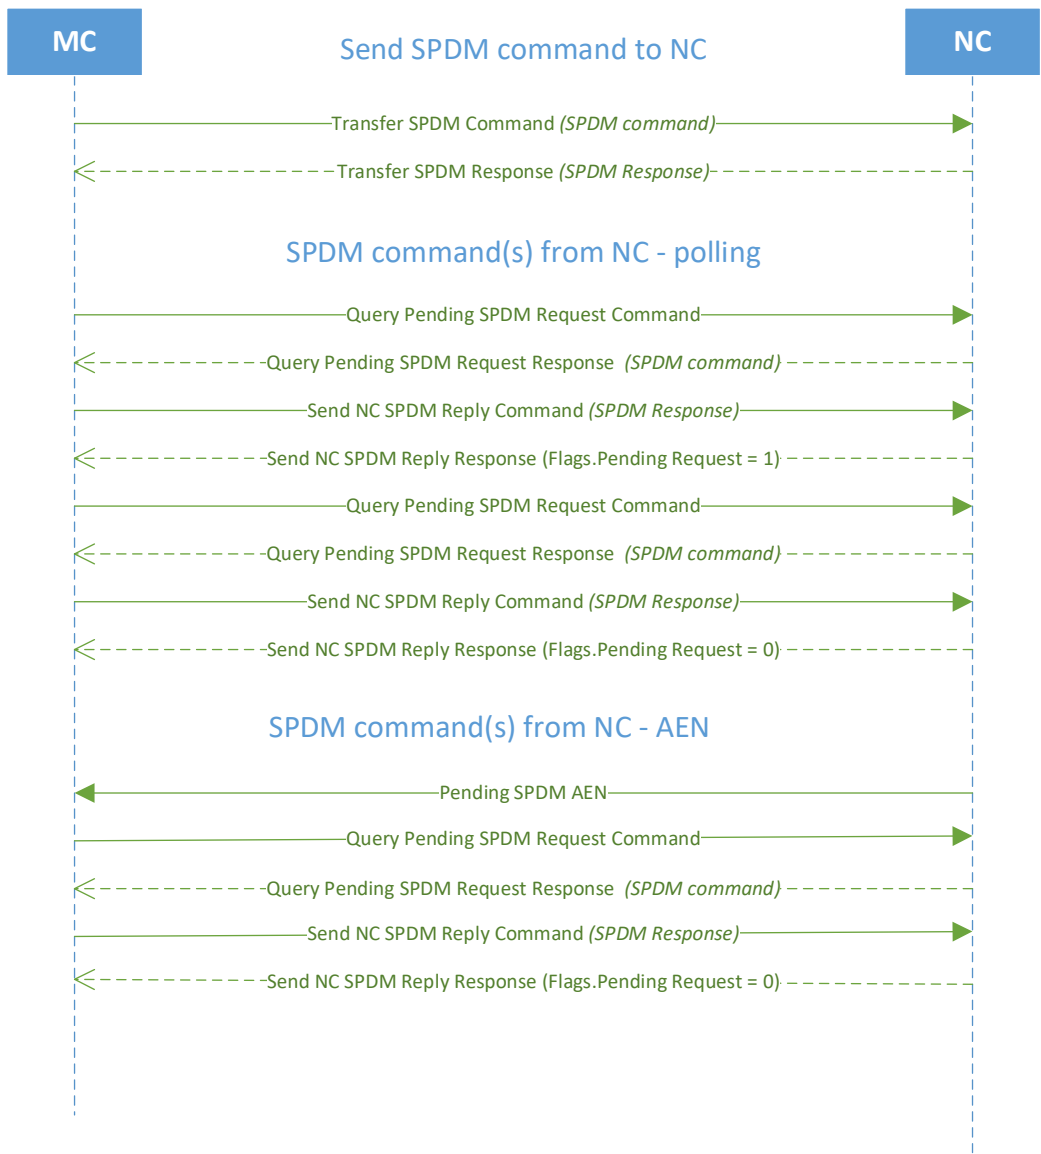 MC
Send SPDM command to NC
NC
Transfer SPDM Command (SPDM command)
Transfer SPDM Response (SPDM Response)
SPDM command(s) from NC - polling
Query Pending SPDM Request Command
Query Pending SPDM Request Response (SPDM command)
Send NC SPDM Reply Command (SPDM Response)
Send NC SPDM Reply Response (Flags.Pending Request = 1)
Query Pending SPDM Request Command
Query Pending SPDM Request Response (SPDM command)
Send NC SPDM Reply Command (SPDM Response)
Send NC SPDM Reply Response (Flags.Pending Request = 0)
SPDM command(s) from NC - AEN
Pending SPDM AEN
Query Pending SPDM Request Command
Query Pending SPDM Request Response (SPDM command)
Send NC SPDM Reply Command (SPDM Response)
Send NC SPDM Reply Response (Flags.Pending Request = 0)